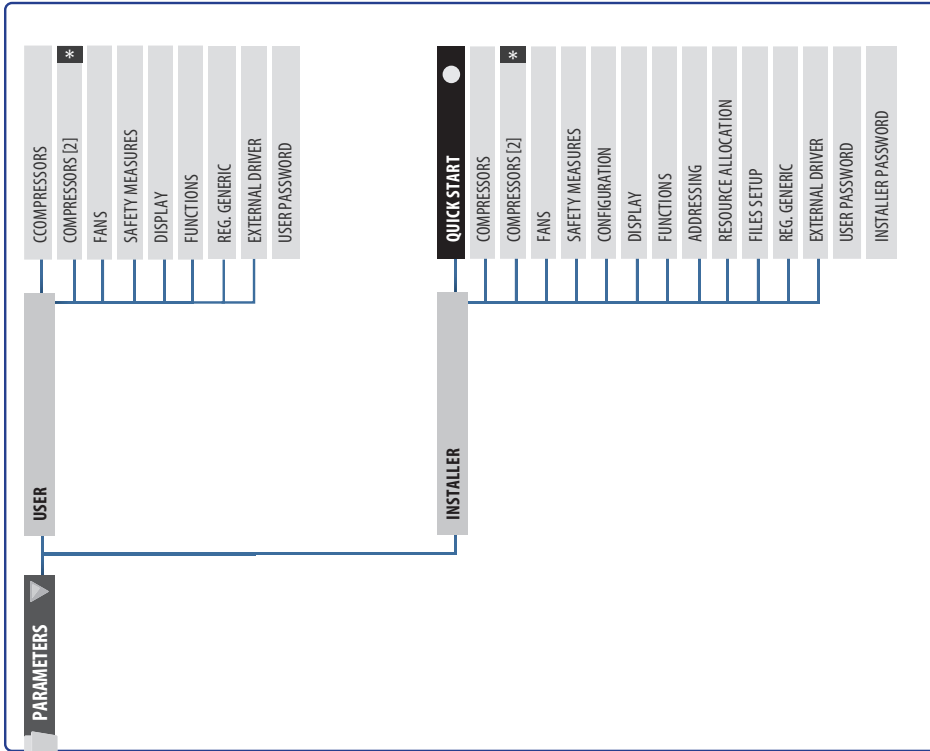 PARAMETERS
USER
CCOMPRESSORS
COMPRESSORS [2] *
FANS
SAFETY MEASURES
DISPLAY
FUNCTIONS
REG. GENERIC
EXTERNAL DRIVER
USER PASSWORD
INSTALLER
QUICK START
COMPRESSORS
COMPRESSORS [2] *
FANS
SAFETY MEASURES
CONFIGURATION
DISPLAY
FUNCTIONS
ADDRESSING
RESOURCE ALLOCATION
FILES SETUP
REG. GENERIC
EXTERNAL DRIVER
USER PASSWORD
INSTALLER PASSWORD